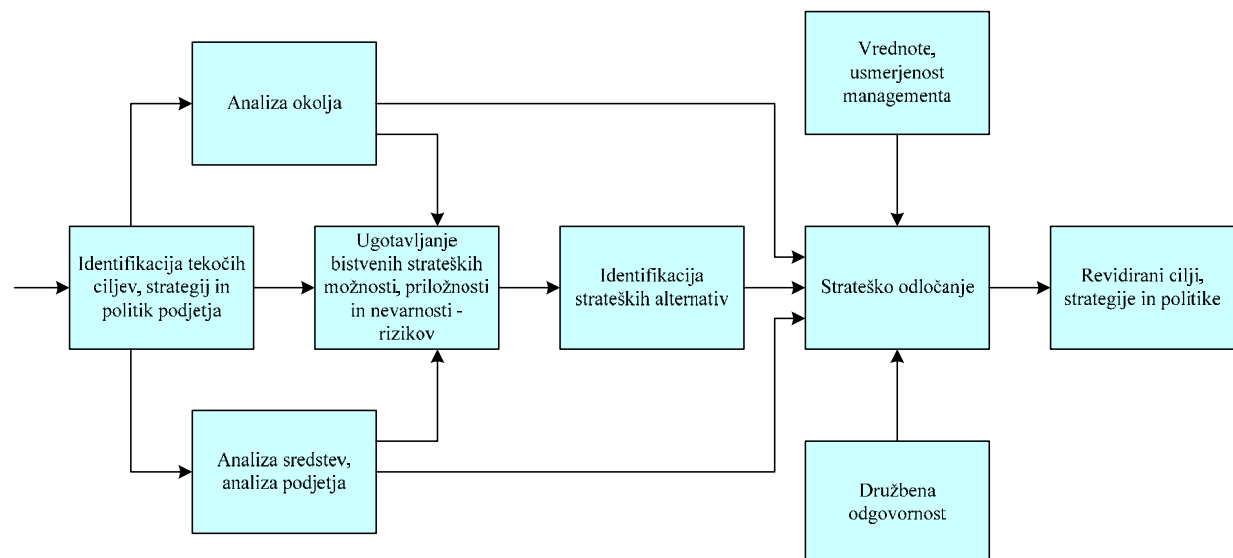 Analiza okolja
Vrednote,
usmerjenost
managementa
Identifikacija tekočih
ciljev, strategij in
politik podjetja
Ugotavljanje
bistvenih strateških
možnosti, priložnosti
in nevarnosti -
rizikov
Identifikacija
strateških alternativ
Strateško odločanje
Revidirani cilji,
strategije in politike
Analiza sredstev,
analiza podjetja
Družbena
odgovornost